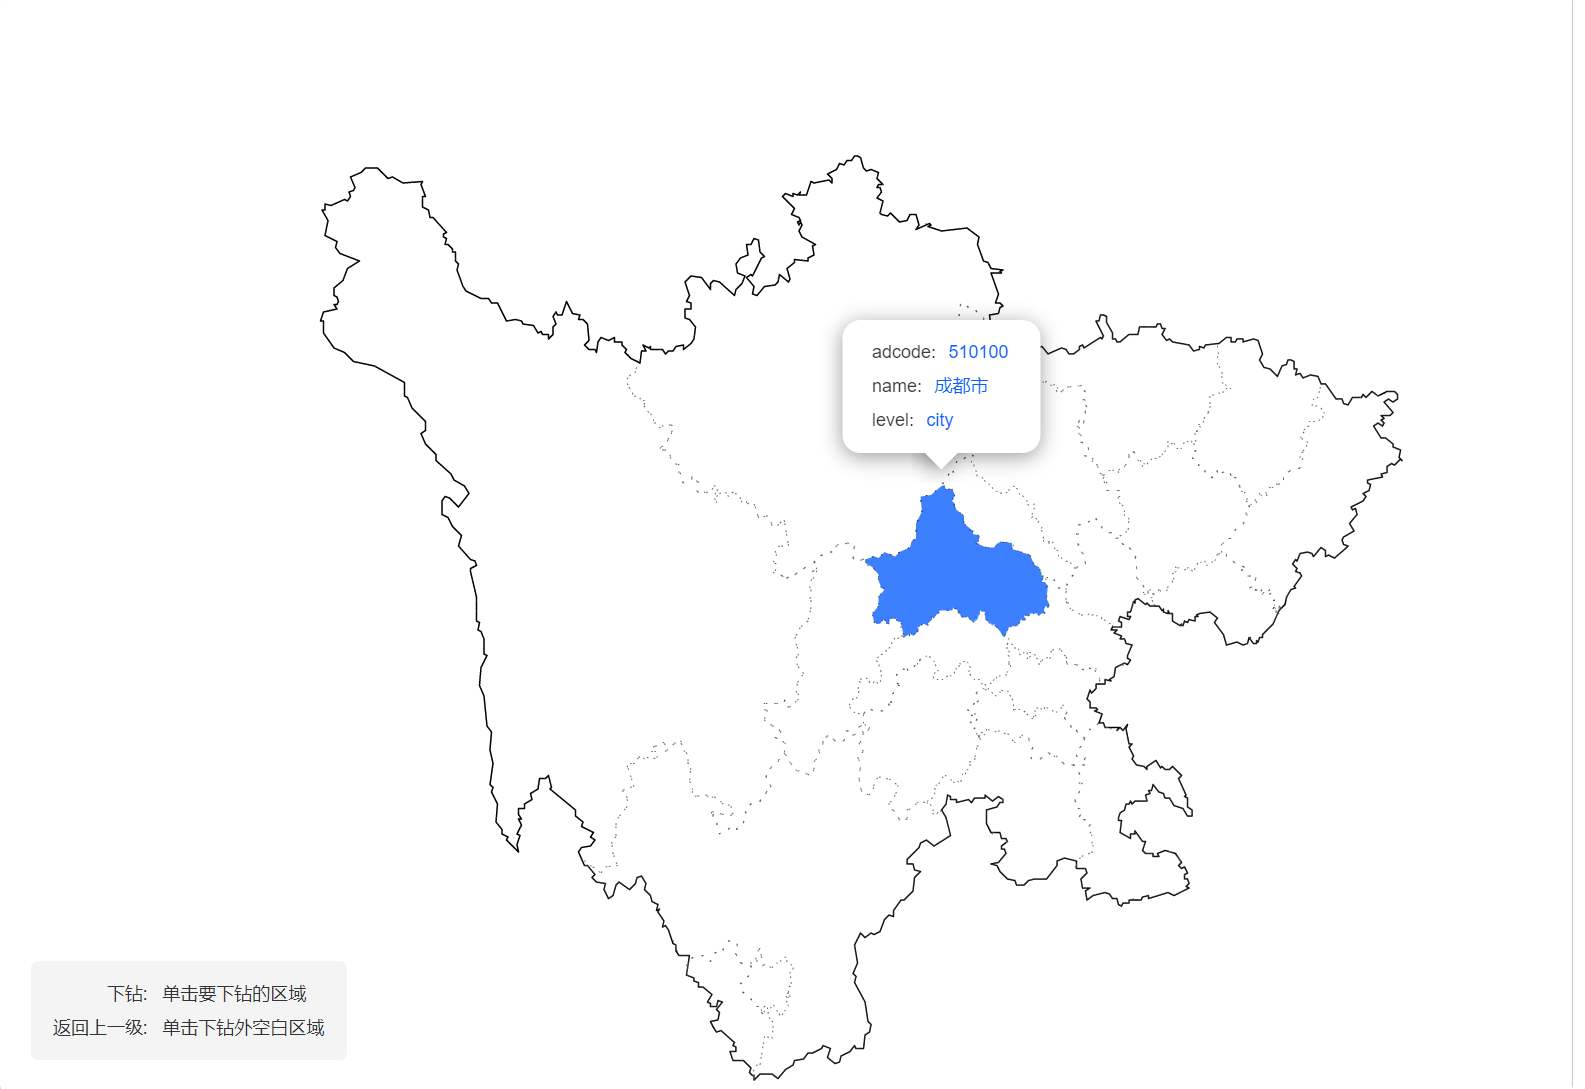 adcode: 510100
name: 成都市
level: city
下钻: 单击要下钻的区域
返回上一级: 单击下钻外空白区域